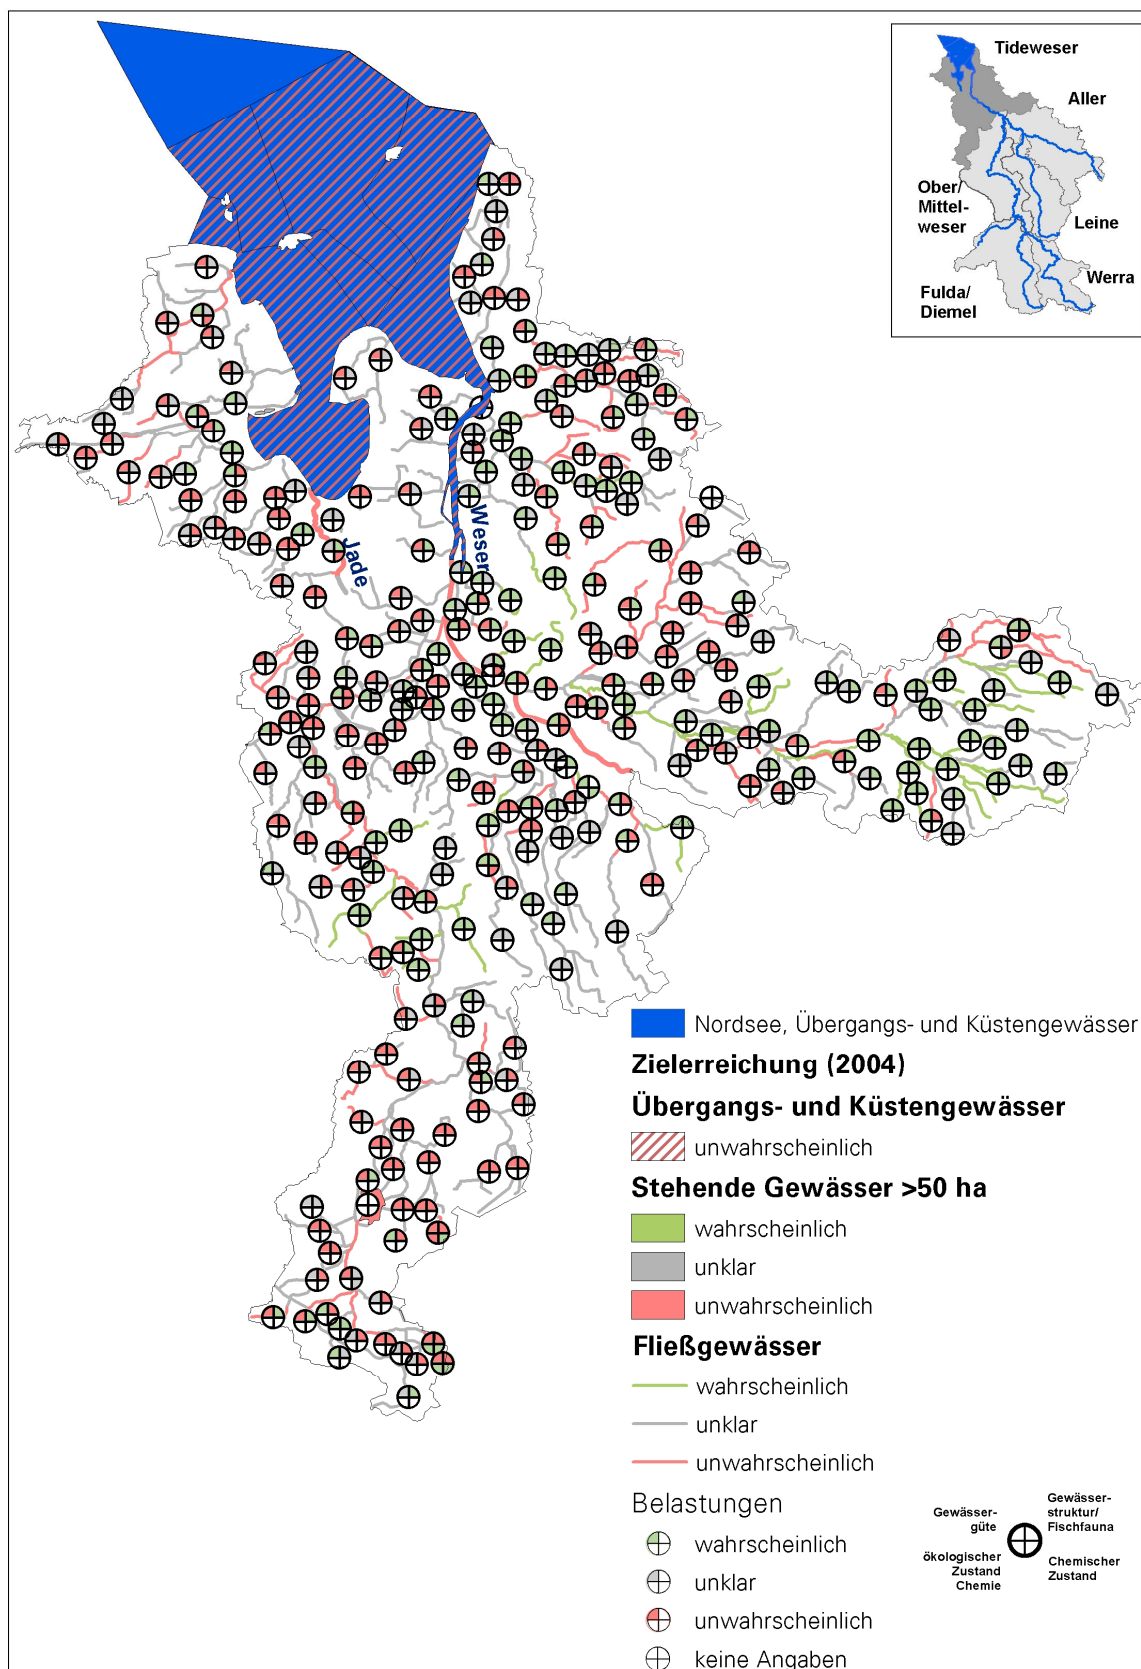 Tideweser
Aller
Ober/
Mittel-
weser
Leine
Werra
Fulda/
Diemel
Jade
Weser
Nordsee, Übergangs- und Küstengewässer
Zielerreichung (2004)
Übergangs- und Küstengewässer
unwahrscheinlich
Stehende Gewässer >50 ha
wahrscheinlich
unklar
unwahrscheinlich
Fließgewässer
wahrscheinlich
unklar
unwahrscheinlich
Belastungen
wahrscheinlich
unklar
unwahrscheinlich
keine Angaben
Gewässer-
güte
Gewässer-
struktur/
Fischfauna
ökologischer
Zustand
Chemie
Chemischer
Zustand